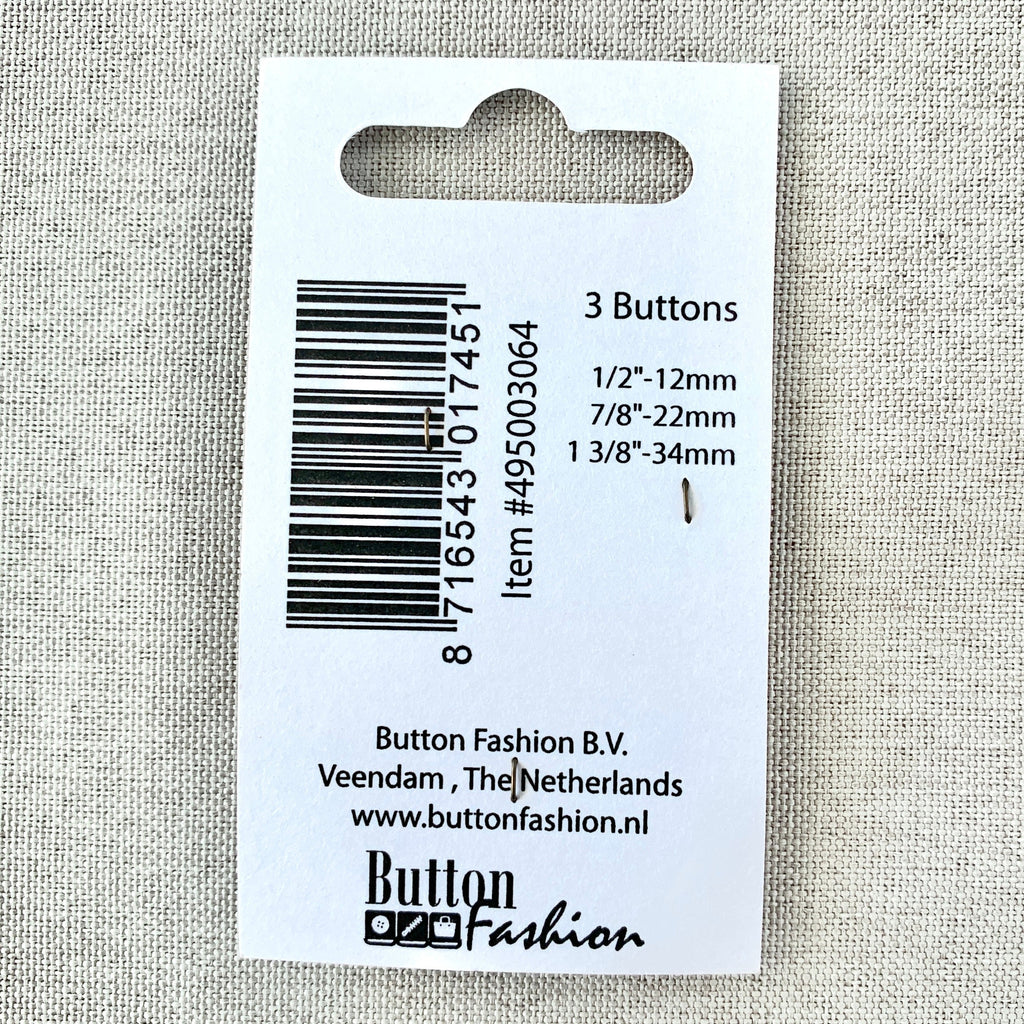 3 Buttons
1/2"-12mm
7/8"-22mm
1 3/8"-34mm
8 716543 017451
Item #495003064
Button Fashion B.V.
Veendam , The Netherlands
www.buttonfashion.nl
Button
Fashion